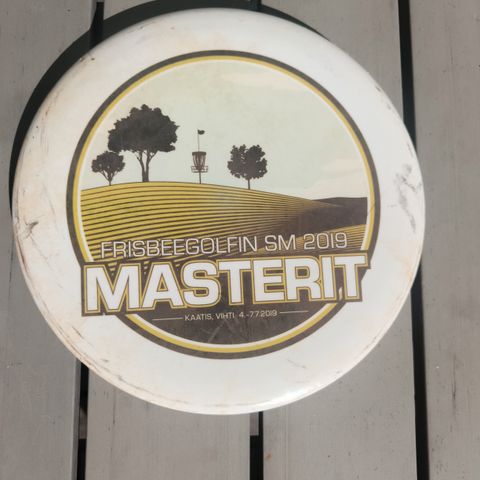 FRISBEEGOLFIN SM 2019
MASTERIT
KAATIS, VIHTI 4.-7.7.2019